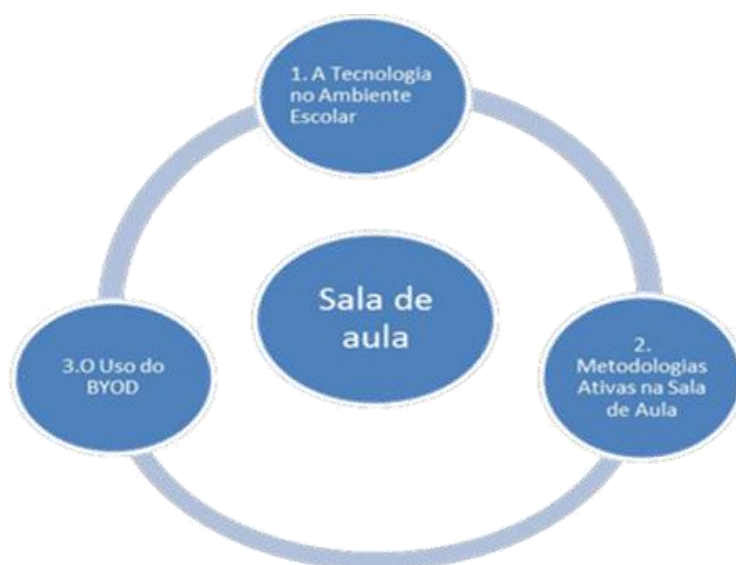 1. A Tecnologia
no Ambiente
Escolar
Sala de
aula
2.
Metodologias
Ativas na Sala
de Aula
3.O Uso do
BYOD